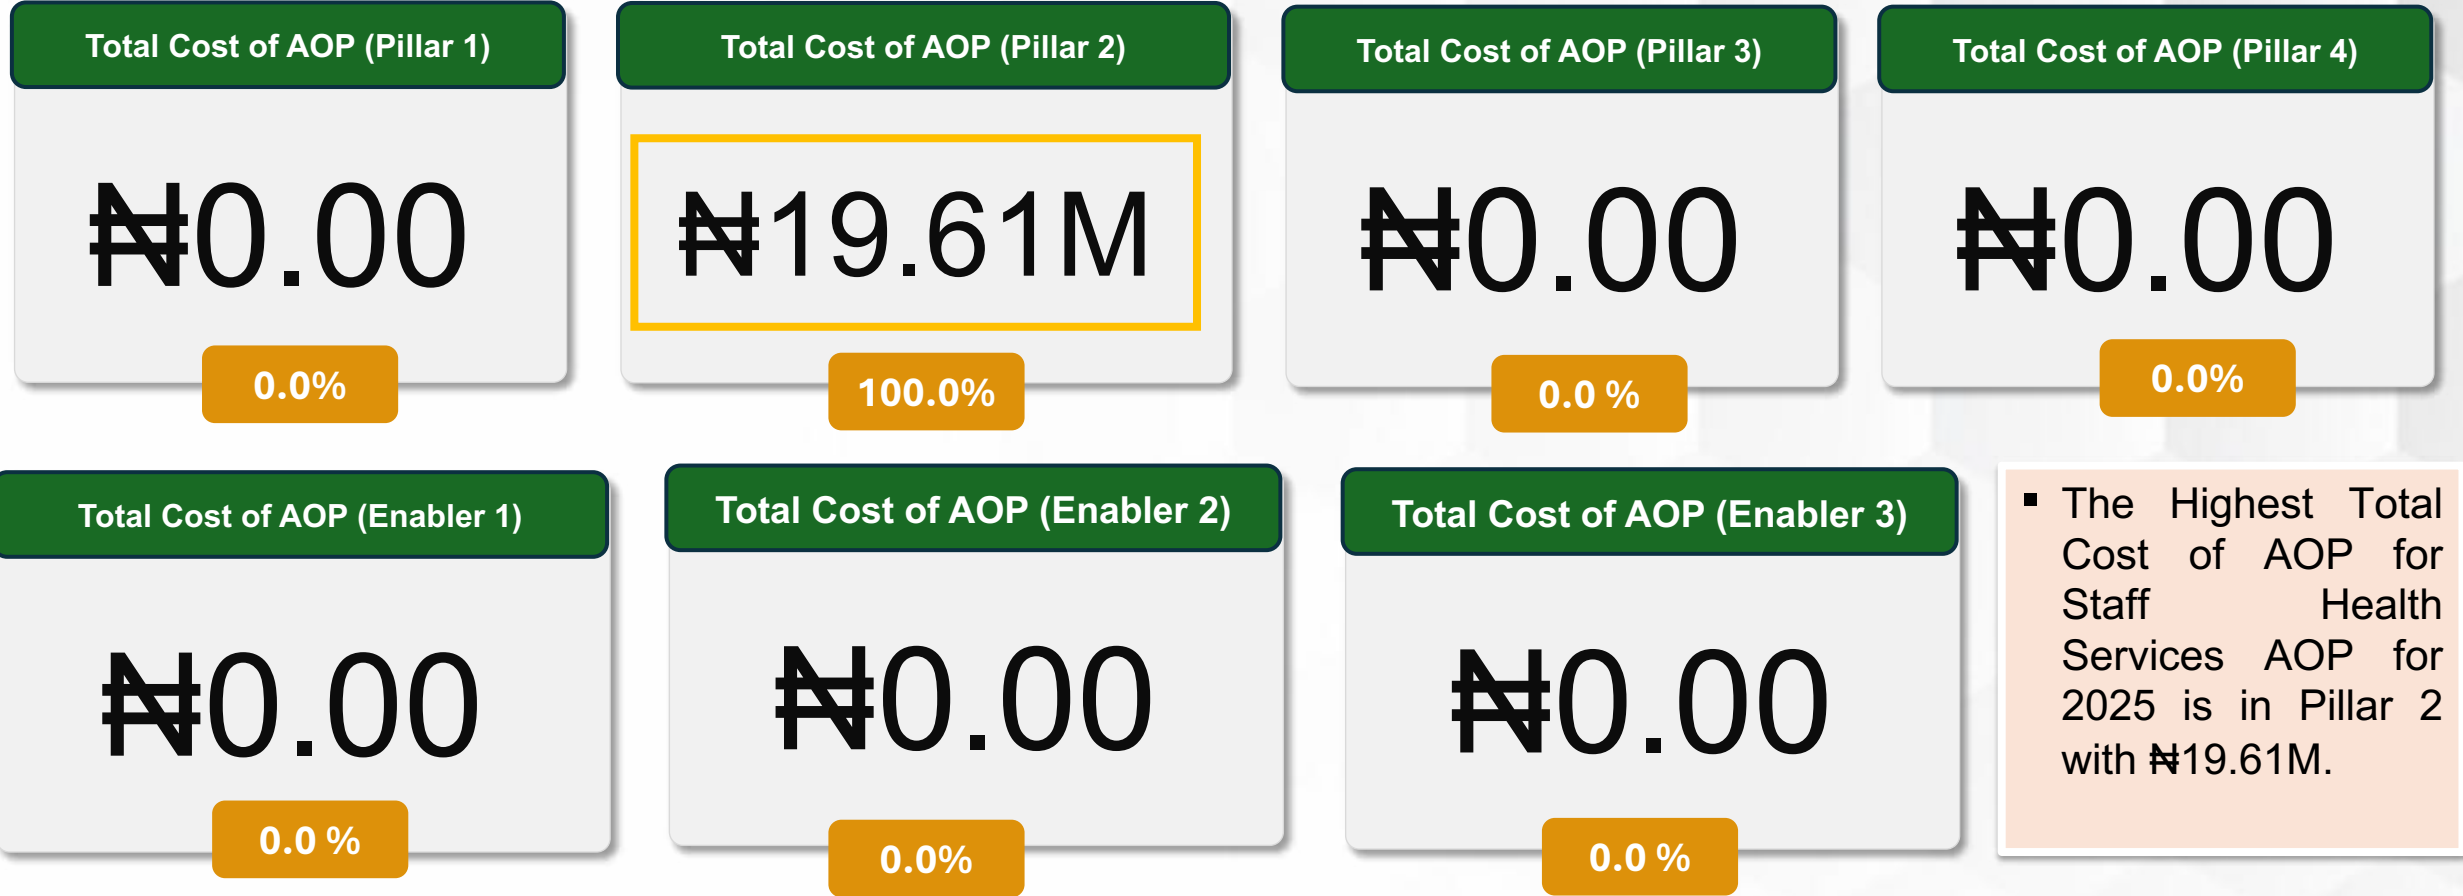 Total Cost of AOP (Pillar 1)
₦0.00
0.0%
Total Cost of AOP (Pillar 2)
₦19.61M
100.0%
Total Cost of AOP (Pillar 3)
₦0.00
0.0 %
Total Cost of AOP (Pillar 4)
₦0.00
0.0%
Total Cost of AOP (Enabler 1)
₦0.00
0.0 %
Total Cost of AOP (Enabler 2)
₦0.00
0.0%
Total Cost of AOP (Enabler 3)
₦0.00
0.0 %
▪ The Highest Total
Cost of AOP for
Staff Health
Services AOP for
2025 is in Pillar 2
with ₦19.61M.